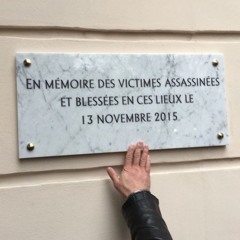 EN MÉMOIRE DES VICTIMES ASSASSINÉES
ET BLESSÉES EN CES LIEUX LE
13 NOVEMBRE 2015.